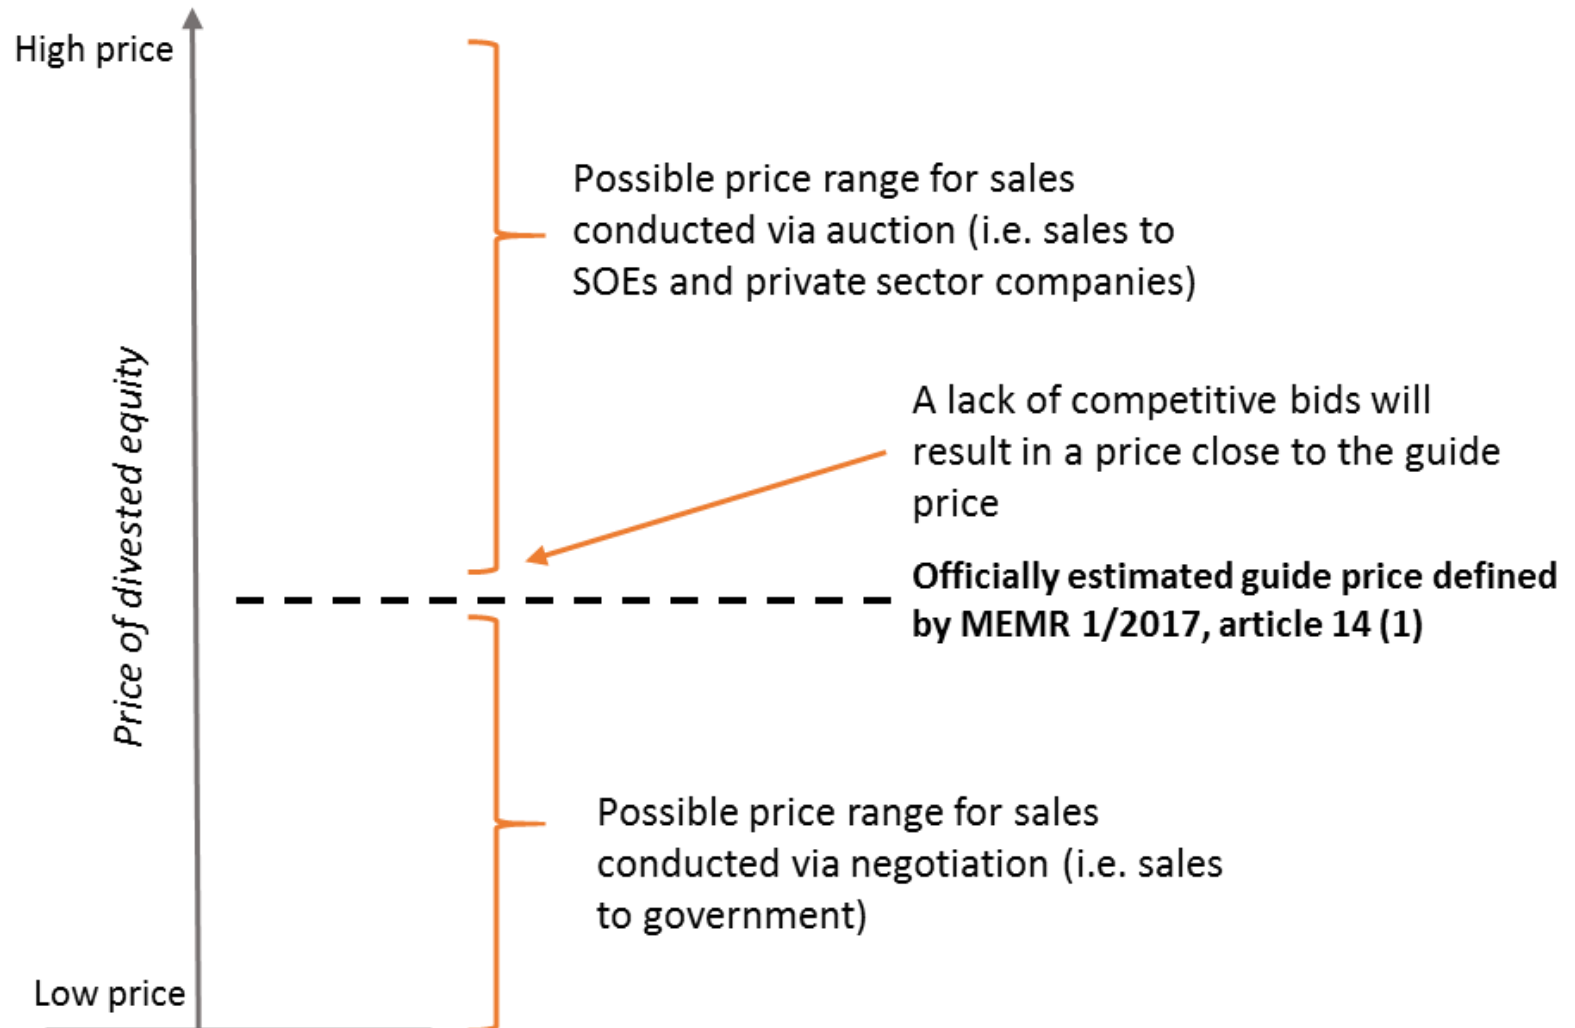 High price
Possible price range for sales
conducted via auction (i.e. sales to
SOEs and private sector companies)
A lack of competitive bids will
result in a price close to the guide
price
Price of divested equity
Officially estimated guide price defined
by MEMR 1/2017, article 14 (1)
Possible price range for sales
conducted via negotiation (i.e. sales
to government)
Low price